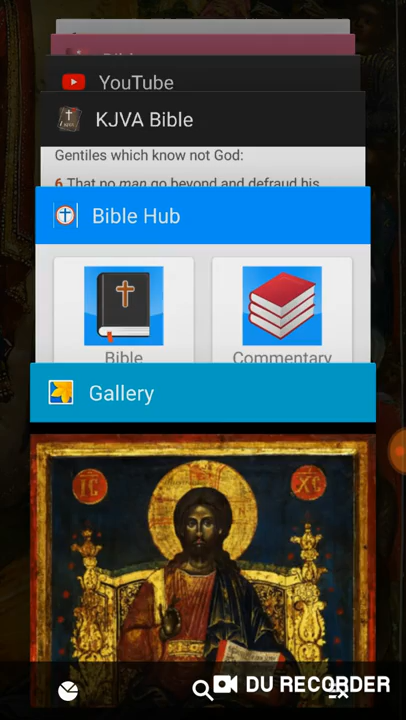 YouTube
KJVA Bible
Gentiles which know not God:
6 That no man go beyond and defraud his
Bible Hub
Bible
Commentary
Gallery
IC
XC
DU RECORDER